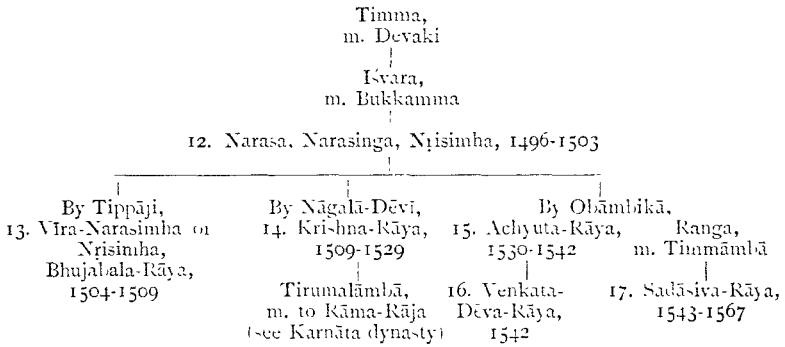 Timma,
m. Dēvaki
Īśvara,
m. Bukkamma
12. Narasa, Narasinga, Nṛisimha, 1496-1503
By Tippāji, By Nāgalā-Dēvi, By Obāmbikā,
13. Vīra-Narasimha or 14. Krishna-Rāya, 15. Achyuta-Rāya, Ranga,
Nṛisimha, 1509-1529 1530-1542 m. Timmāmbā
Bhujabala-Rāya,
1504-1509 Tirumalāmbā, 16. Venkata- 17. Sadāsiva-Rāya,
m. to Rāma-Rāja Dēva-Rāya, 1543-1567
(see Karnāta dynasty) 1542